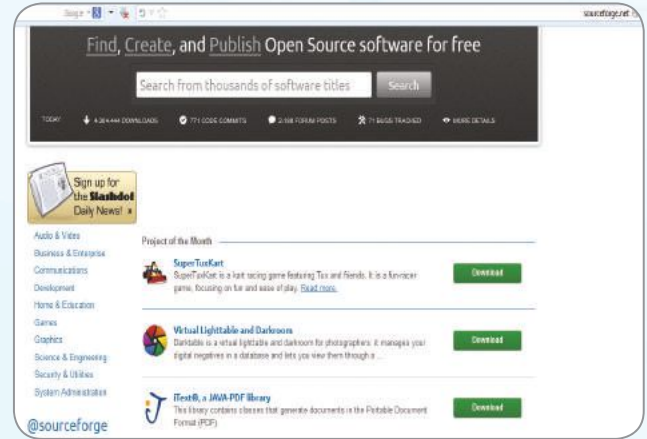 sourceforge.net
Find, Create, and Publish Open Source software for free
Search from thousands of software titles Search
TODAY DOWNLOADS 771 CODE COMMITS FORUM POSTS 71 BUGS TRACKED MORE DETAILS
Sign up for
the Slashdot
Daily News! »
Audio & Video
Business & Enterprise
Communications
Development
Home & Education
Games
Graphics
Science & Engineering
Security & Utilities
System Administration
@sourceforge
Project of the Month
SuperTuxKart
SuperTuxKart is a kart racing game featuring Tux and friends. It is a fun-racer
game, focusing on fun and ease of play. Read more.
Download
Virtual Lighttable and Darkroom
Darktable is a virtual lighttable and darkroom for photographers: it manages your
digital negatives in a database and lets you view them through a ...
Download
iText®, a JAVA-PDF library
This library contains classes that generate documents in the Portable Document
Format (PDF)
Download